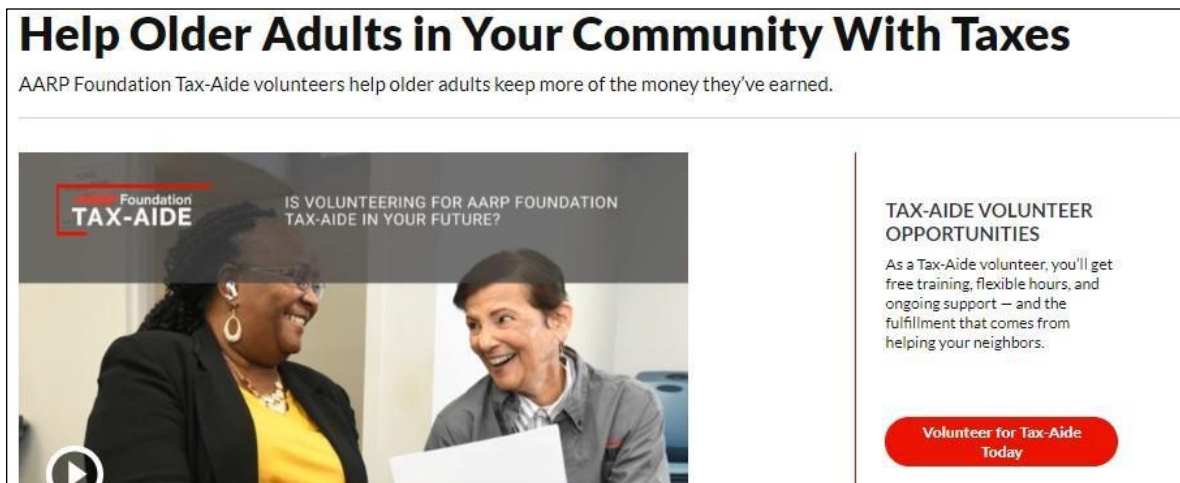 Help Older Adults in Your Community With Taxes
AARP Foundation Tax-Aide volunteers help older adults keep more of the money they’ve earned.
Foundation
TAX-AIDE
IS VOLUNTEERING FOR AARP FOUNDATION
TAX-AIDE IN YOUR FUTURE?
TAX-AIDE VOLUNTEER
OPPORTUNITIES
As a Tax-Aide volunteer, you’ll get
free training, flexible hours, and
ongoing support — and the
fulfillment that comes from
helping your neighbors.
Volunteer for Tax-Aide
Today